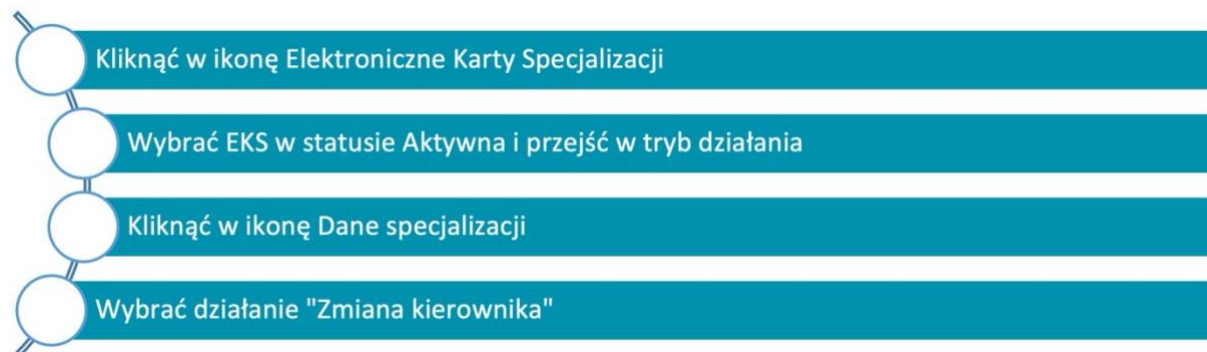 Kliknąć w ikonę Elektroniczne Karty Specjalizacji
Wybrać EKS w statusie Aktywna i przejść w tryb działania
Kliknąć w ikonę Dane specjalizacji
Wybrać działanie "Zmiana kierownika"